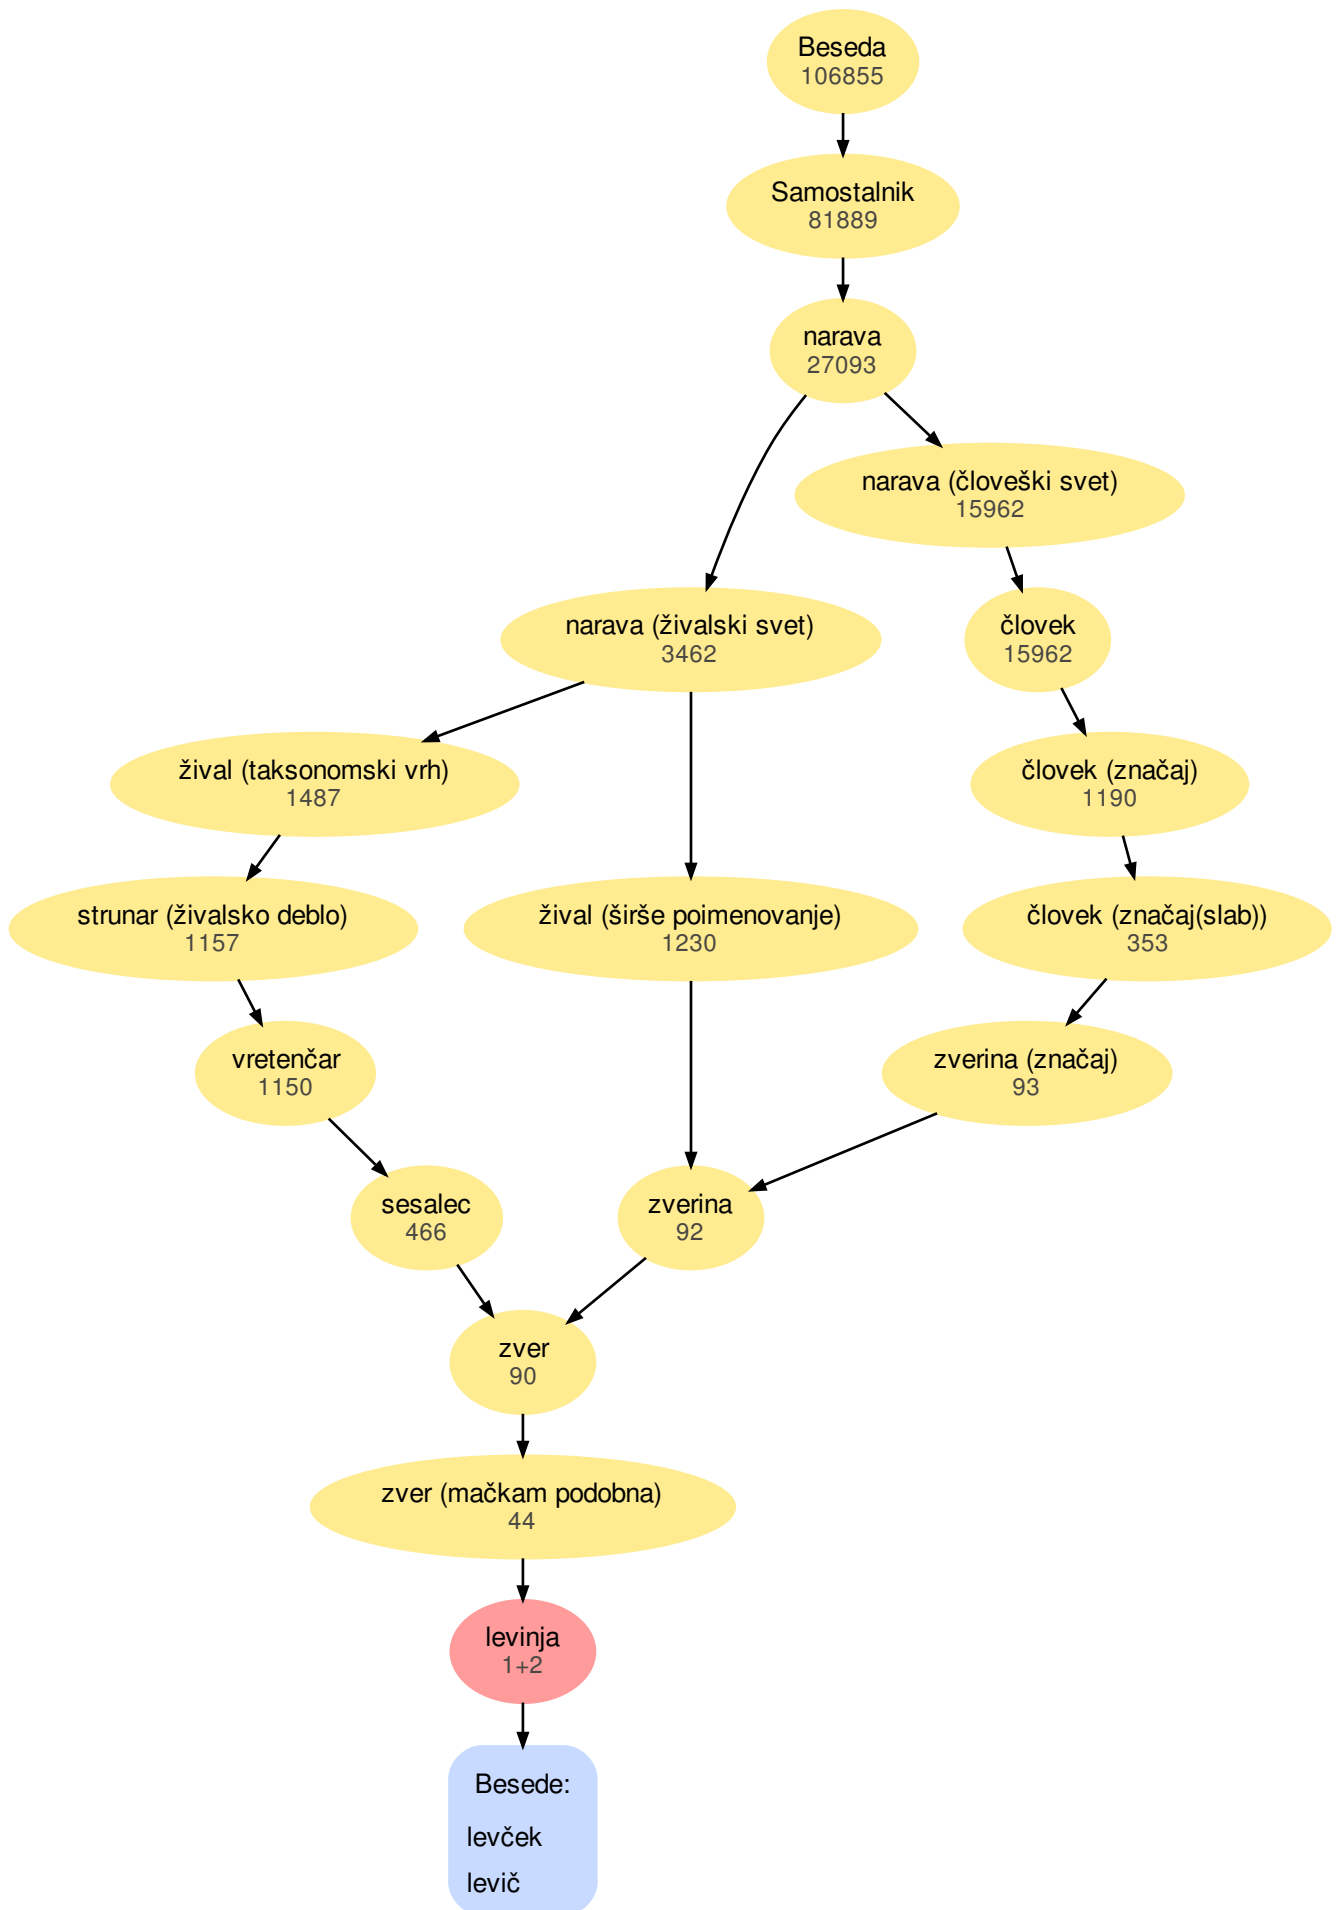 Beseda
106855
Samostalnik
81889
narava
27093
narava (človeški svet)
15962
narava (živalski svet)
3462
človek
15962
žival (taksonomski vrh)
1487
človek (značaj)
1190
strunar (živalsko deblo)
1157
žival (širše poimenovanje)
1230
človek (značaj(slab))
353
vretenčar
1150
zverina (značaj)
93
sesalec
466
zverina
92
zver
90
zver (mačkam podobna)
44
levinja
1+2
Besede:
levček
levič